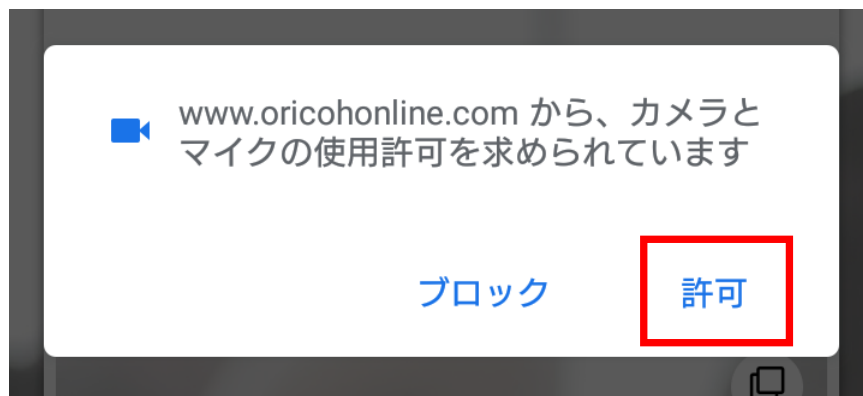 www.oricohonline.com から、カメラと
マイクの使用許可を求められています
ブロック 許可